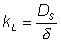 k_L = D_S / δ